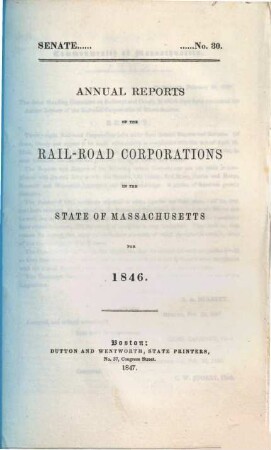 SENATE...... ......No. 30.
ANNUAL REPORTS
OF THE
RAIL-ROAD CORPORATIONS
IN THE
STATE OF MASSACHUSETTS
FOR
1846.
Boston:
DUTTON AND WENTWORTH, STATE PRINTERS,
No. 37, Congress Street.
1847.